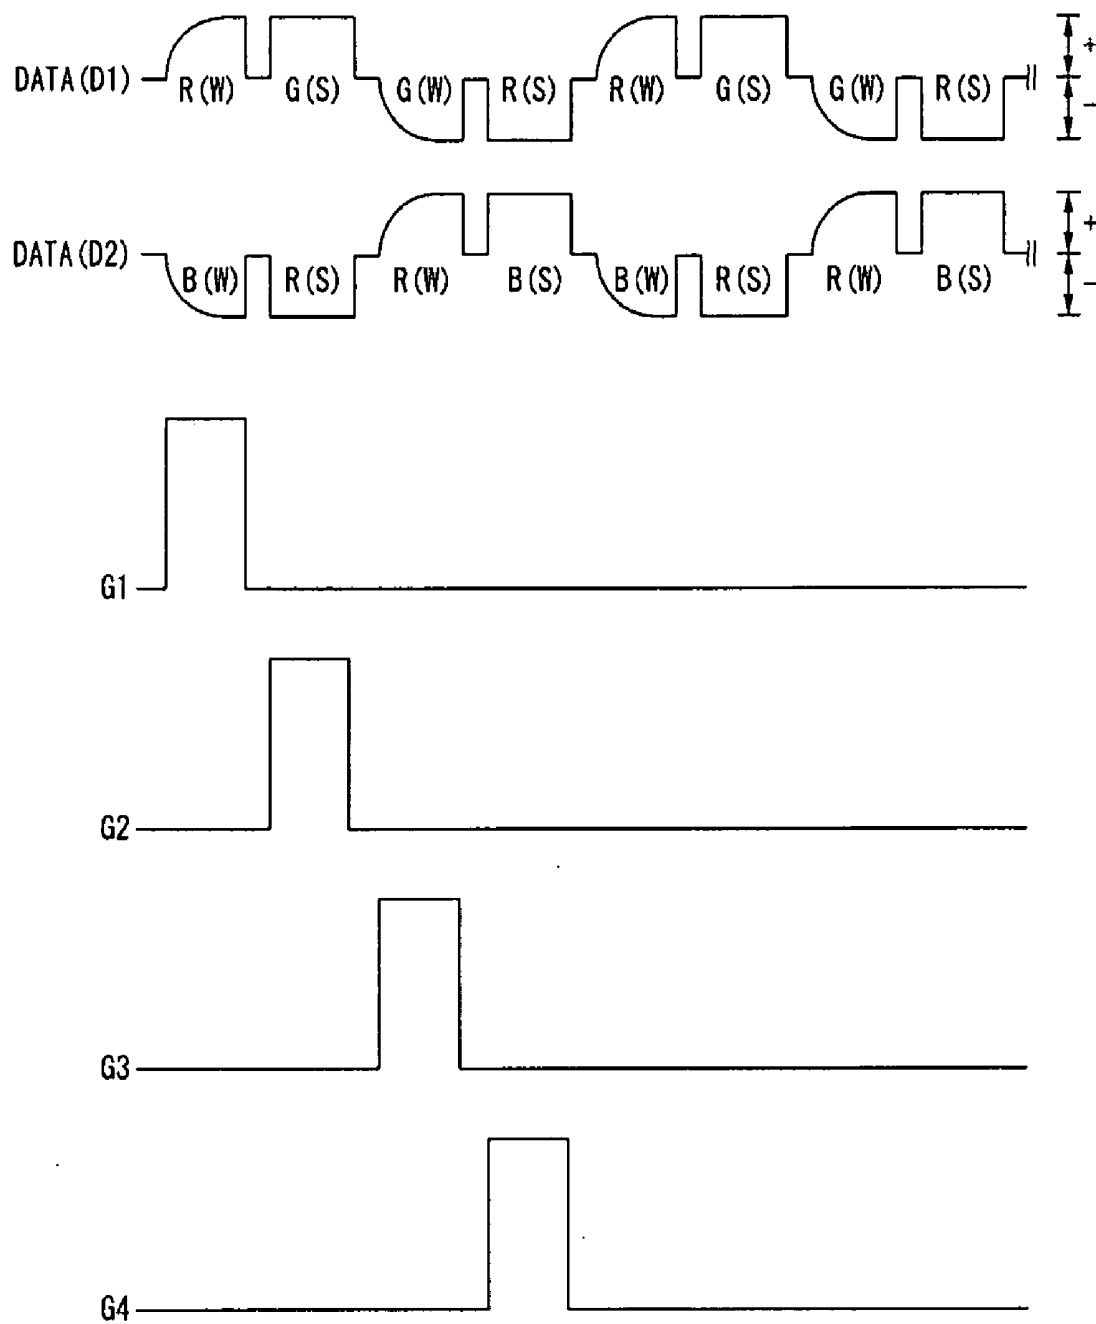 DATA(D1) R(W) G(S) G(W) R(S) R(W) G(S) G(W) R(S) + -
DATA(D2) B(W) R(S) R(W) B(S) B(W) R(S) R(W) B(S) + -
G1
G2
G3
G4